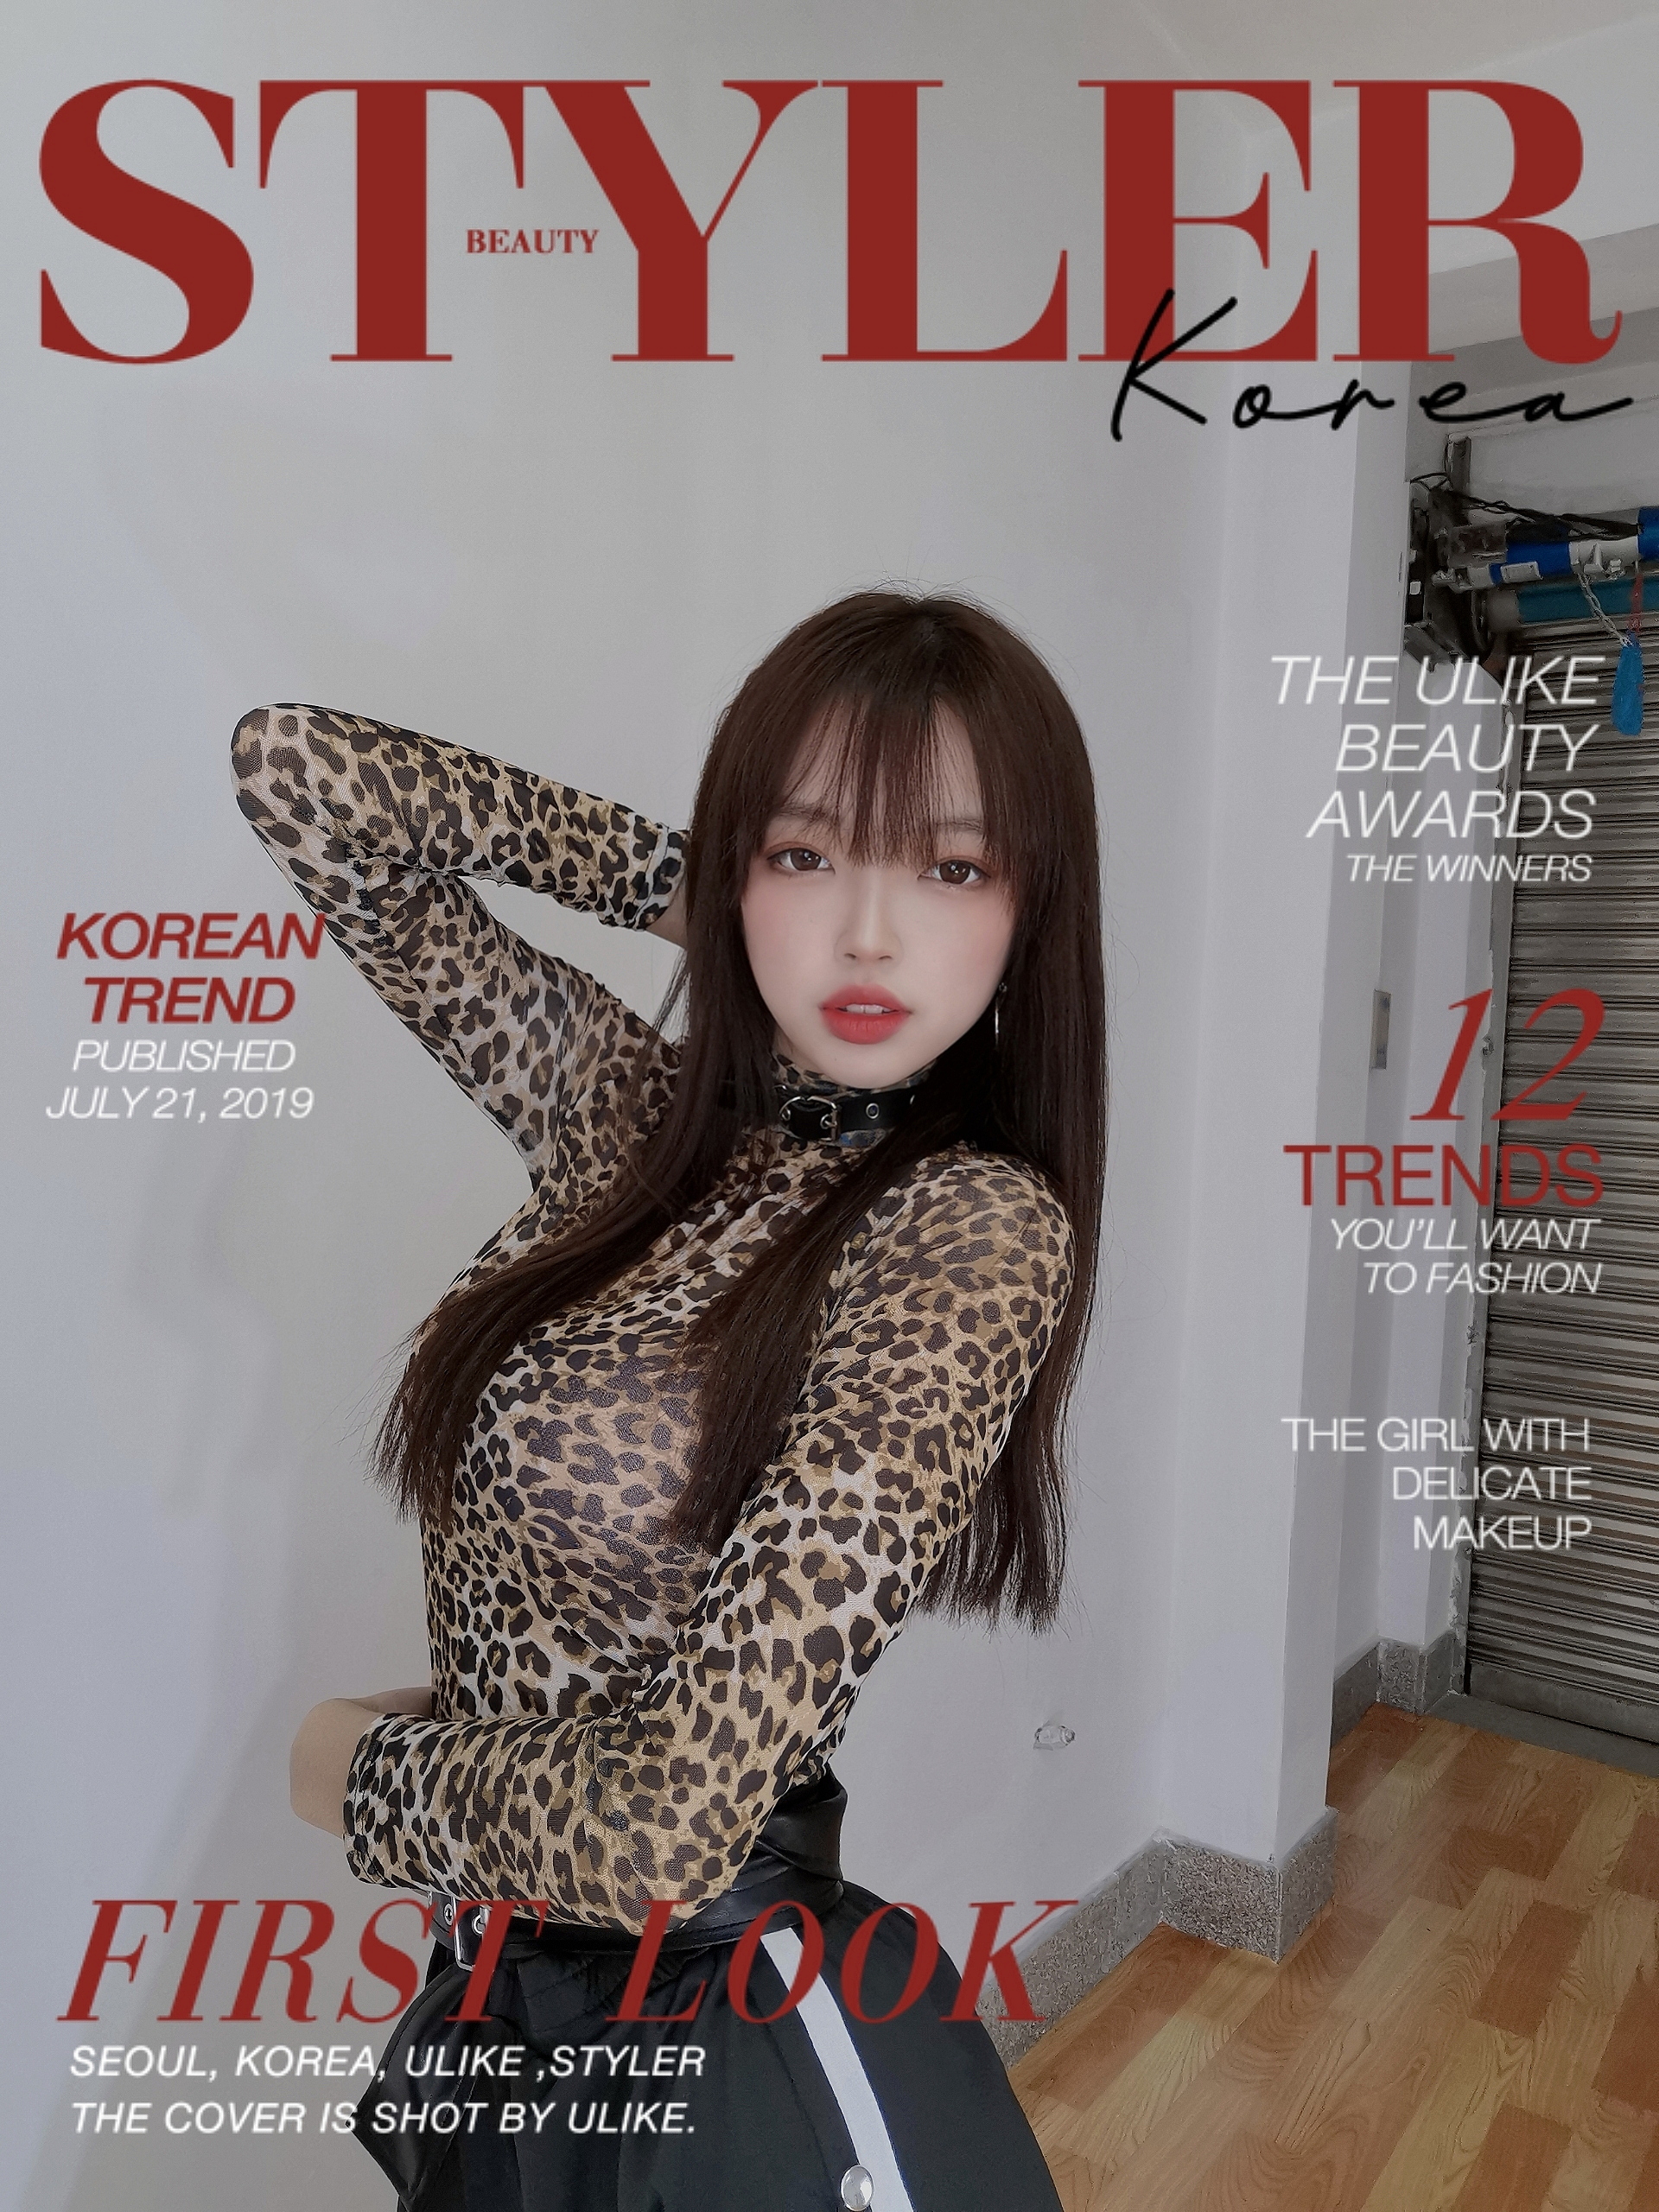 STYLER
BEAUTY
Korea
THE ULIKE
BEAUTY
AWARDS
THE WINNERS
KOREAN
TREND
PUBLISHED
JULY 21, 2019
12
TRENDS
YOU'LL WANT
TO FASHION
THE GIRL WITH
DELICATE
MAKEUP
FIRST LOOK
SEOUL, KOREA, ULIKE ,STYLER
THE COVER IS SHOT BY ULIKE.